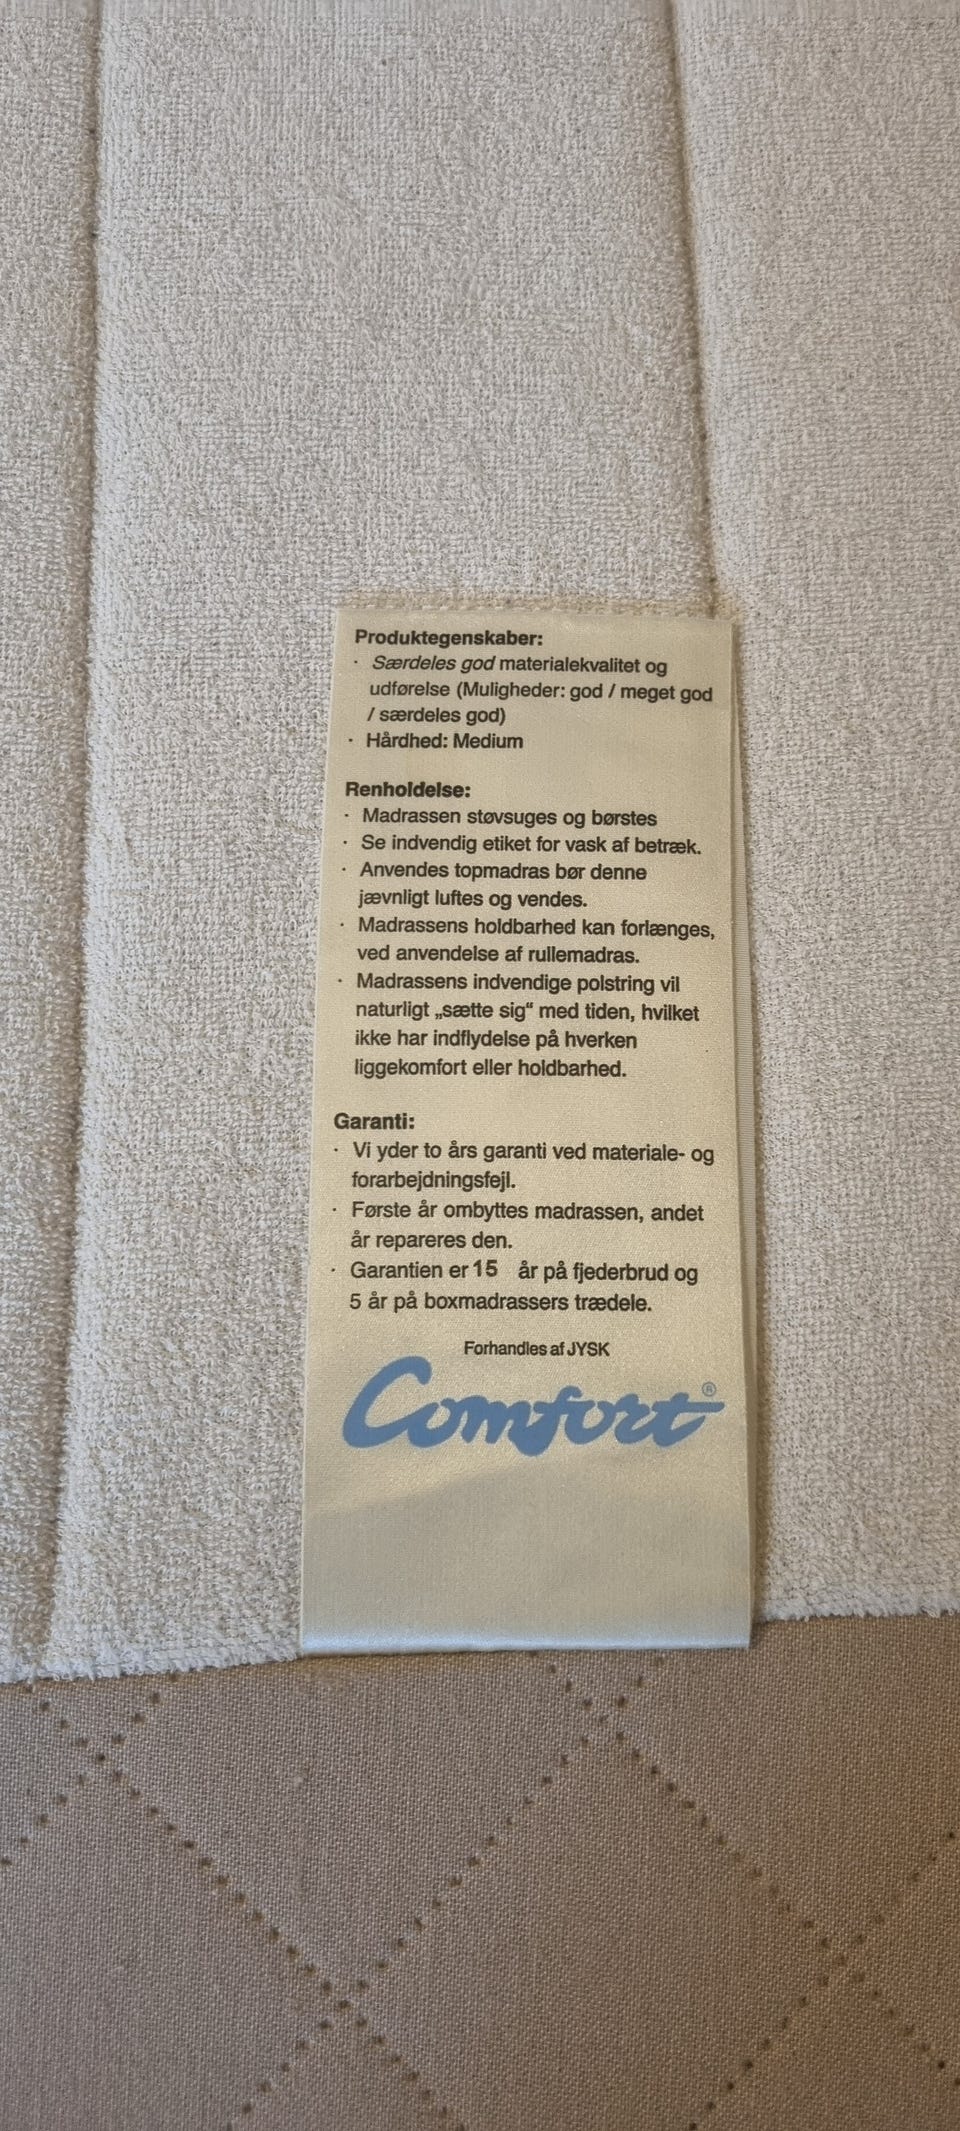 Produktegenskaber:
· Særdeles god materialekvalitet og
udførelse (Muligheder: god / meget god
/ særdeles god)
· Hårdhed: Medium
Renholdelse:
· Madrassen støvsuges og børstes
· Se indvendig etiket for vask af betræk.
· Anvendes topmadras bør denne
jævnligt luftes og vendes.
· Madrassens holdbarhed kan forlænges,
ved anvendelse af rullemadras.
· Madrassens indvendige polstring vil
naturligt „sætte sig“ med tiden, hvilket
ikke har indflydelse på hverken
liggekomfort eller holdbarhed.
Garanti:
· Vi yder to års garanti ved materiale- og
forarbejdningsfejl.
· Første år ombyttes madrassen, andet
år repareres den.
· Garantien er 15 år på fjederbrud og
5 år på boxmadrassers trædele.
Forhandles af JYSK
Comfort®